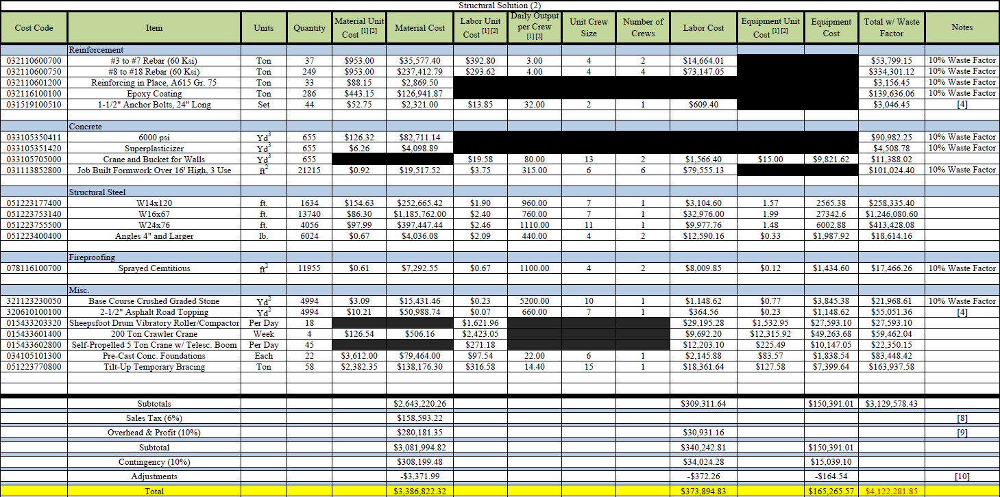 Structural Solution (2)
Cost Code Item Units Quantity Material Unit Cost [1] [2] Material Cost Labor Unit Cost [1] [2] Daily Output per Crew [1] [2] Unit Crew Size Number of Crews Labor Cost Equipment Unit Cost [1] [2] Equipment Cost Total w/ Waste Factor Notes
Reinforcement
032110600700 #3 to #7 Rebar (60 Ksi) Ton 37 $953.00 $35,577.40 $392.80 3.00 4 2 $14,664.01 $53,799.15 10% Waste Factor
032110600750 #8 to #18 Rebar (60 Ksi) Ton 249 $953.00 $237,412.79 $293.62 4.00 4 4 $73,147.05 $334,301.12 10% Waste Factor
032110601200 Reinforcing in Place, A615 Gr. 75 Ton 33 $88.15 $2,869.50 $3,156.45 10% Waste Factor
032116100100 Epoxy Coating Ton 286 $443.15 $126,941.87 $139,636.06 10% Waste Factor
031519100510 1-1/2" Anchor Bolts, 24" Long Set 44 $52.75 $2,321.00 $13.85 32.00 2 1 $609.40 $3,046.45 [4]
Concrete
033105350411 6000 psi Yd3 655 $126.32 $82,711.14 $90,982.25 10% Waste Factor
033105351420 Superplasticizer Yd3 655 $6.26 $4,098.89 $4,508.78 10% Waste Factor
033105705000 Crane and Bucket for Walls Yd3 655 $19.58 80.00 13 2 $1,566.40 $15.00 $9,821.62 $11,388.02
031113852800 Job Built Formwork Over 16' High, 3 Use ft2 21215 $0.92 $19,517.52 $3.75 315.00 6 6 $79,555.13 $101,024.40 10% Waste Factor
Structural Steel
051223177400 W14x120 ft. 1634 $154.63 $252,665.42 $1.90 960.00 7 1 $3,104.60 1.57 2565.38 $258,335.40
051223753140 W16x67 ft. 13740 $86.30 $1,185,762.00 $2.40 760.00 7 1 $32,976.00 1.99 27342.6 $1,246,080.60
051223755500 W24x76 ft. 4056 $97.99 $397,447.44 $2.46 1110.00 11 1 $9,977.76 1.48 6002.88 $413,428.08
051223400400 Angles 4" and Larger lb. 6024 $0.67 $4,036.08 $2.09 440.00 4 2 $12,590.16 $0.33 $1,987.92 $18,614.16
Fireproofing
078116100700 Sprayed Cemtitious ft2 11955 $0.61 $7,292.55 $0.67 1100.00 4 2 $8,009.85 $0.12 $1,434.60 $17,466.26 10% Waste Factor
Misc.
321123230050 Base Course Crushed Graded Stone Yd2 4994 $3.09 $15,431.46 $0.23 5200.00 10 1 $1,148.62 $0.77 $3,845.38 $21,968.61 10% Waste Factor
320610100100 2-1/2" Asphalt Road Topping Yd2 4994 $10.21 $50,988.74 $0.07 660.00 7 1 $364.56 $0.23 $1,148.62 $55,051.36 [4]
015433203320 Sheepsfoot Drum Vibratory Roller/Compactor Per Day 18 $1,621.96 $29,195.28 $1,532.95 $27,593.10 $27,593.10
015433601400 200 Ton Crawler Crane Week 4 $126.54 $506.16 $2,423.05 $9,692.20 $12,315.92 $49,263.68 $59,462.04
015433602800 Self-Propelled 5 Ton Crane w/ Telesc. Boom Per Day 45 $271.18 $12,203.10 $225.49 $10,147.05 $22,350.15
034105101300 Pre-Cast Conc. Foundations Each 22 $3,612.00 $79,464.00 $97.54 22.00 6 1 $2,145.88 $83.57 $1,838.54 $83,448.42
051223770800 Tilt-Up Temporary Bracing Ton 58 $2,382.35 $138,176.30 $316.58 14.40 15 1 $18,361.64 $127.58 $7,399.64 $163,937.58
Subtotals $2,643,220.26 $309,311.64 $150,391.01 $3,129,578.43
Sales Tax (6%) $158,593.22 [8]
Overhead & Profit (10%) $280,181.35 $30,931.16 [9]
Subtotal $3,081,994.82 $340,242.81 $150,391.01
Contingency (10%) $308,199.48 $34,024.28 $15,039.10
Adjustments -$3,371.99 -$372.26 -$164.54 [10]
Total $3,386,822.32 $373,894.83 $165,265.57 $4,122,281.85